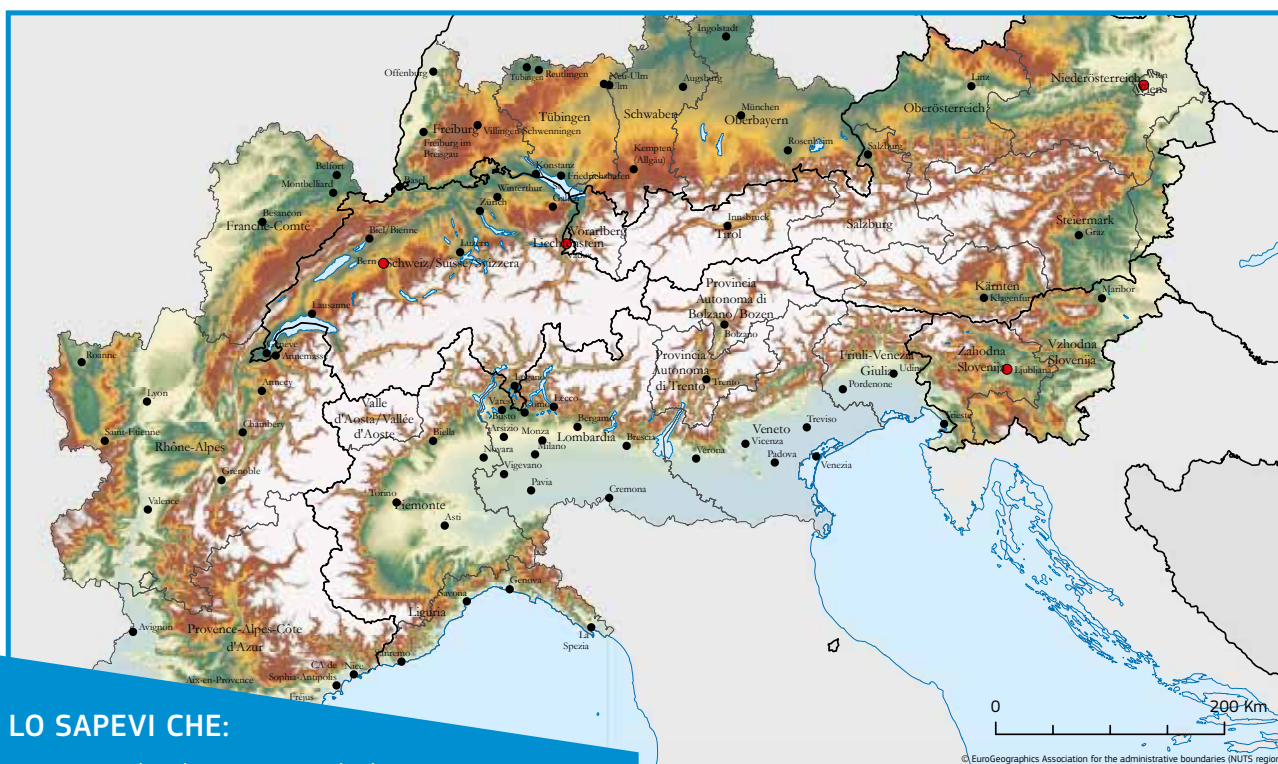 Ingolstadt
Offenburg
Tübingen
Reutlingen
Neu-Ulm
Ulm
Augsburg
Linz
Niederösterreich
Wien
Oberösterreich
Tübingen
Schwaben
München
Oberbayern
Freiburg
Villingen-Schwenningen
Freiburg im
Breisgau
Kempten
(Allgäu)
Rosenheim
Salzburg
Belfort
Montbelliard
Basel
Konstanz
Friedrichshafen
Winterthur
Zürich
Besançon
Franche-Comté
Biel/Bienne
Luzern
Bern
Schweiz/Suisse/Svizzera
Vorarlberg
Liechtenstein
Vaduz
Innsbruck
Tirol
Salzburg
Steiermark
Graz
Kärnten
Klagenfurt
Maribor
Provincia
Autonoma di
Bolzano/Bozen
Bolzano
Lausanne
Annemasse
Roanne
Annecy
Lyon
Chambéry
Saint-Etienne
Rhône-Alpes
Grenoble
Valence
Valle
d'Aosta/Vallée
d'Aoste
Biella
Lugano
Varese
Como
Lecco
Busto
Arsizio
Monza
Bergamo
Lombardia
Milano
Brescia
Novara
Vigevano
Pavia
Cremona
Provincia
Autonoma
di Trento
Trento
Friuli-Venezia
Giulia
Udine
Pordenone
Zahodna
Slovenija
Vzhodna
Slovenija
Ljubljana
Trieste
Treviso
Veneto
Vicenza
Verona
Padova
Venezia
Torino
Piemonte
Asti
Genova
Savona
Liguria
La
Spezia
Avignon
Provence-Alpes-Côte
d'Azur
Sanremo
CA de
Sophia-Antipolis
Nice
Aix-en-Provence
Fréjus
0
200 Km
© EuroGeographics Association for the administrative boundaries (NUTS region
LO SAPEVI CHE: